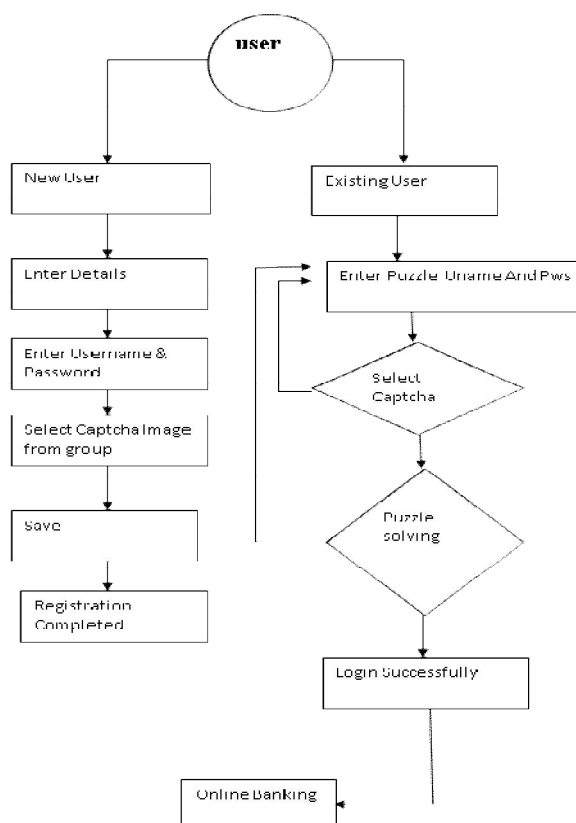 user
New User
Enter Details
Enter Username &
Password
Select Captcha Image
from group
Save
Registration
Completed
Existing User
Enter Puzzle Uname And Pws
Select
Captcha
Puzzle
solving
Login Successfully
Online Banking